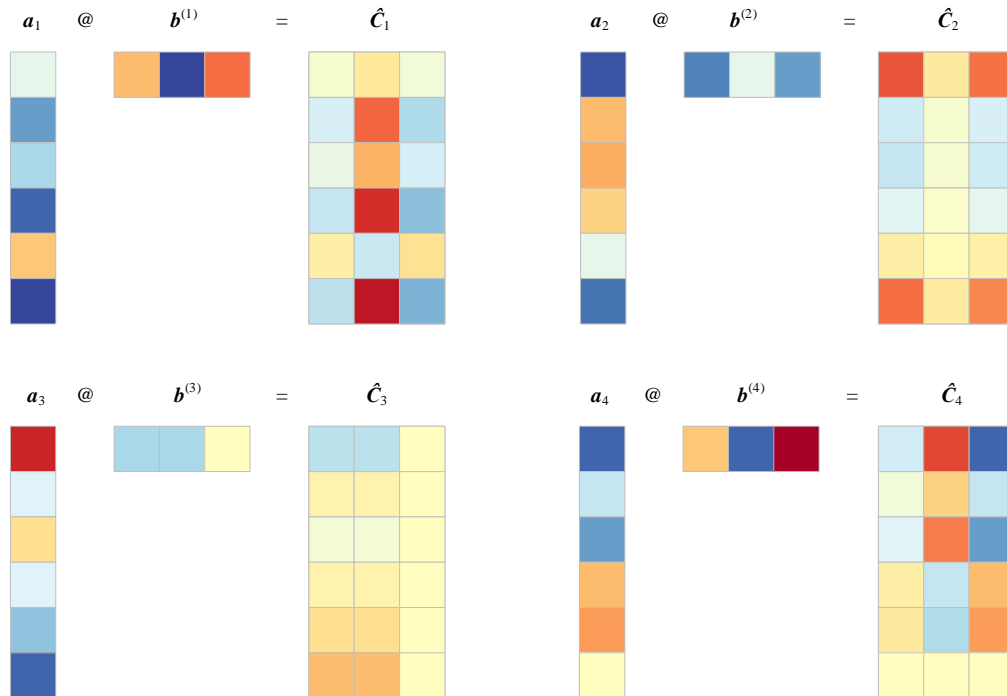 a₁ @ b⁽¹⁾ = Ĉ₁ a₂ @ b⁽²⁾ = Ĉ₂
a₃ @ b⁽³⁾ = Ĉ₃ a₄ @ b⁽⁴⁾ = Ĉ₄